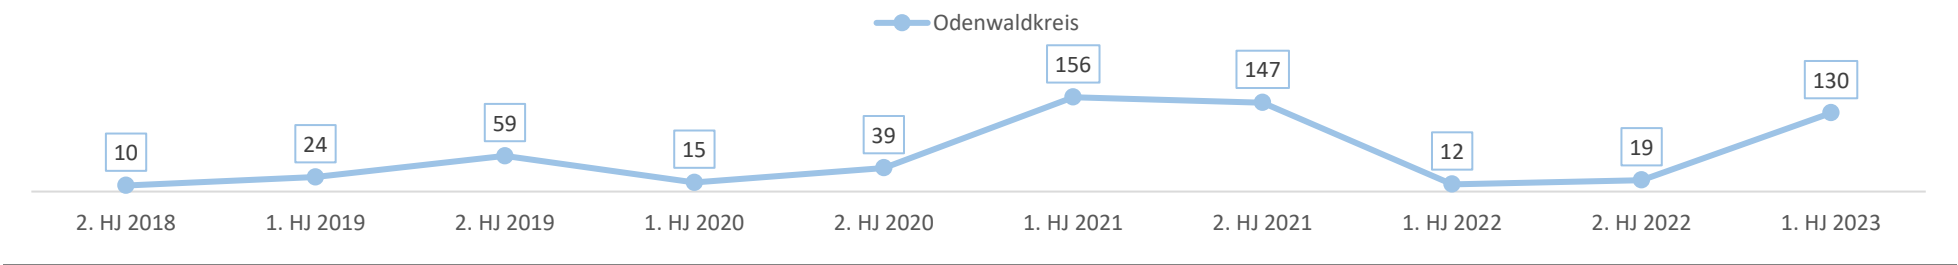 Odenwaldkreis
156
147
130
59
39
24
10
15
12
19
2. HJ 2018
1. HJ 2019
2. HJ 2019
1. HJ 2020
2. HJ 2020
1. HJ 2021
2. HJ 2021
1. HJ 2022
2. HJ 2022
1. HJ 2023